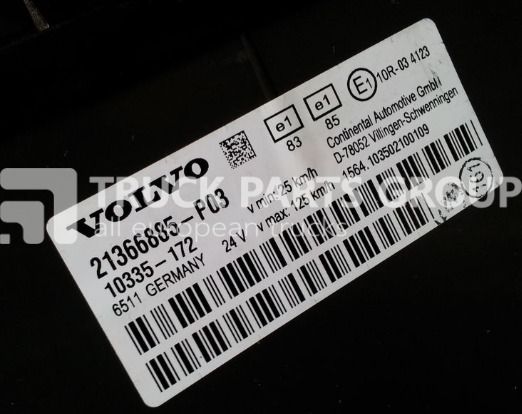 VOLVO
21366885-P03
10335-172
6511 GERMANY
24 V
V min. 25 km/h
V max. 125 km/h
e1
83
e1
85
E1
10R-03 4123
Continental Automotive GmbH
D-78052 Villingen-Schwenningen
1564.103502100109
TRUCK PARTS GROUP
all european trucks